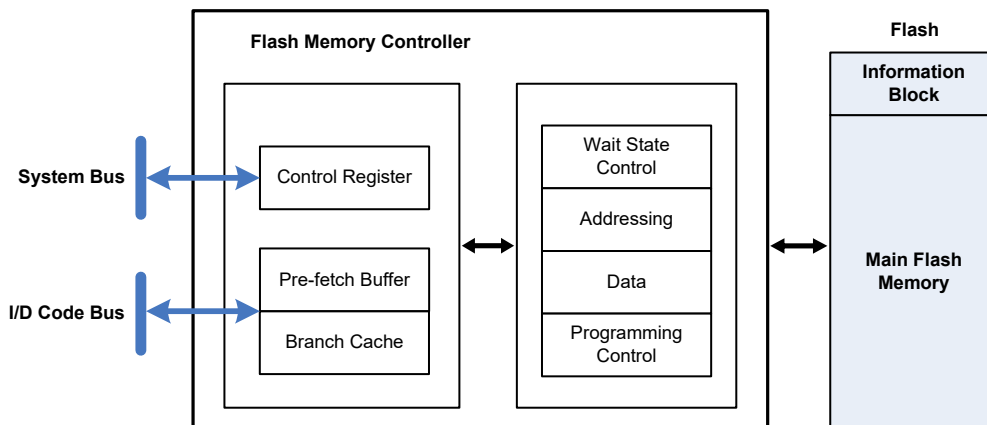 Flash Memory Controller
Flash
Information
Block
System Bus
Control Register
Wait State
Control
Addressing
I/D Code Bus
Pre-fetch Buffer
Branch Cache
Data
Programming
Control
Main Flash
Memory